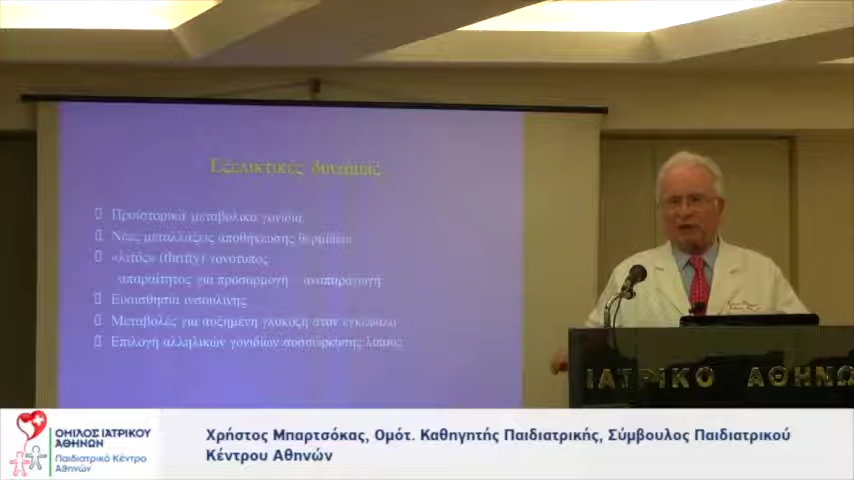 Εξελικτικές δυνάμεις
Προϊστορικά μεταβολικά γονίδια
Νέες μεταλλάξεις αποθήκευσης θερμίδων
«λιτός» (thrifty) γονότυπος
απαραίτητος για προσαρμογή – αναπαραγωγή
Ευαισθησία ινσουλίνης
Μεταβολές για αυξημένη γλυκόζη στον εγκέφαλο
Επιλογή αλληλικών γονιδίων συσσώρευσης λίπους
ΙΑΤΡΙΚΟ ΑΘΗΝΩ
ΟΜΙΛΟΣ ΙΑΤΡΙΚΟΥ
ΑΘΗΝΩΝ
Παιδιατρικό Κέντρο
Αθηνών
Χρήστος Μπαρτσόκας, Ομότ. Καθηγητής Παιδιατρικής, Σύμβουλος Παιδιατρικού
Κέντρου Αθηνών